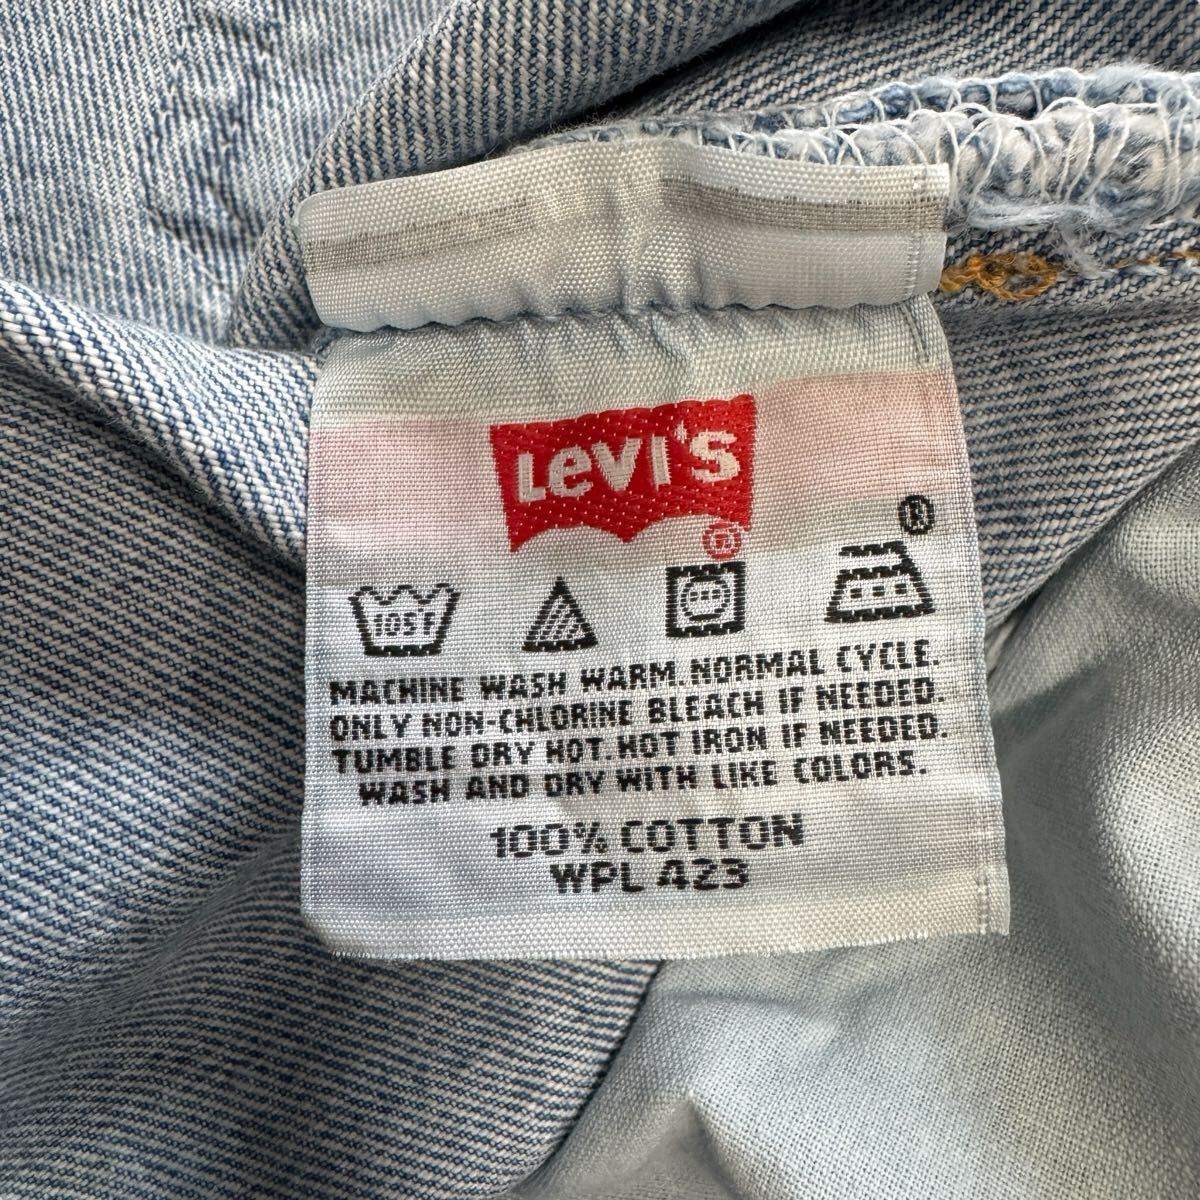 LEVI'S
®
®
105°F
MACHINE WASH WARM. NORMAL CYCLE.
ONLY NON-CHLORINE BLEACH IF NEEDED.
TUMBLE DRY HOT. HOT IRON IF NEEDED.
WASH AND DRY WITH LIKE COLORS.
100% COTTON
WPL 423